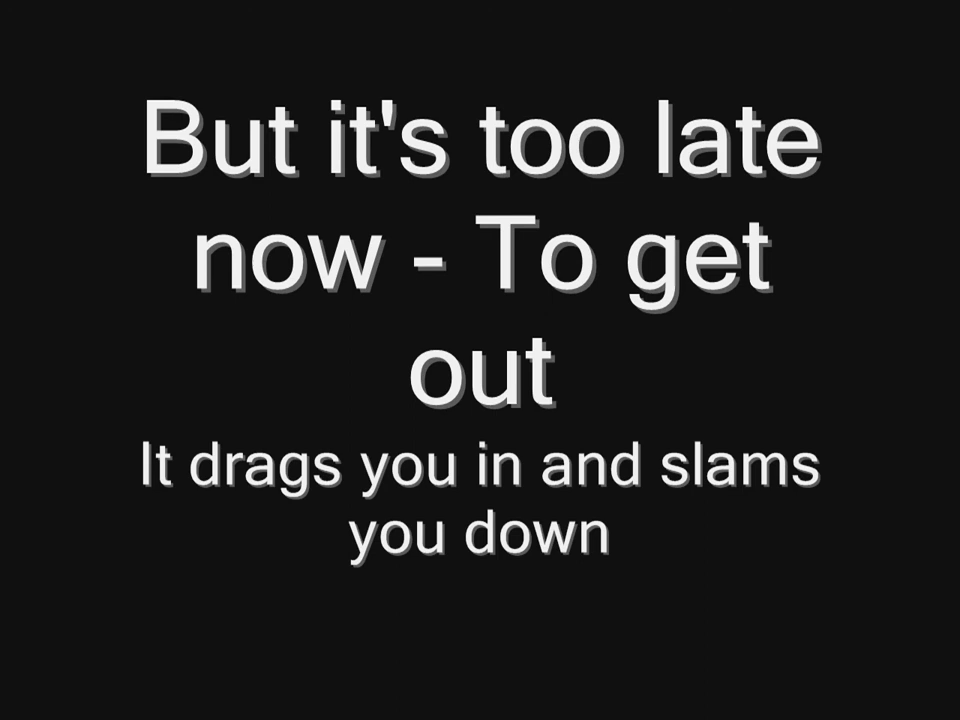 But it's too late
now - To get
out
It drags you in and slams
you down